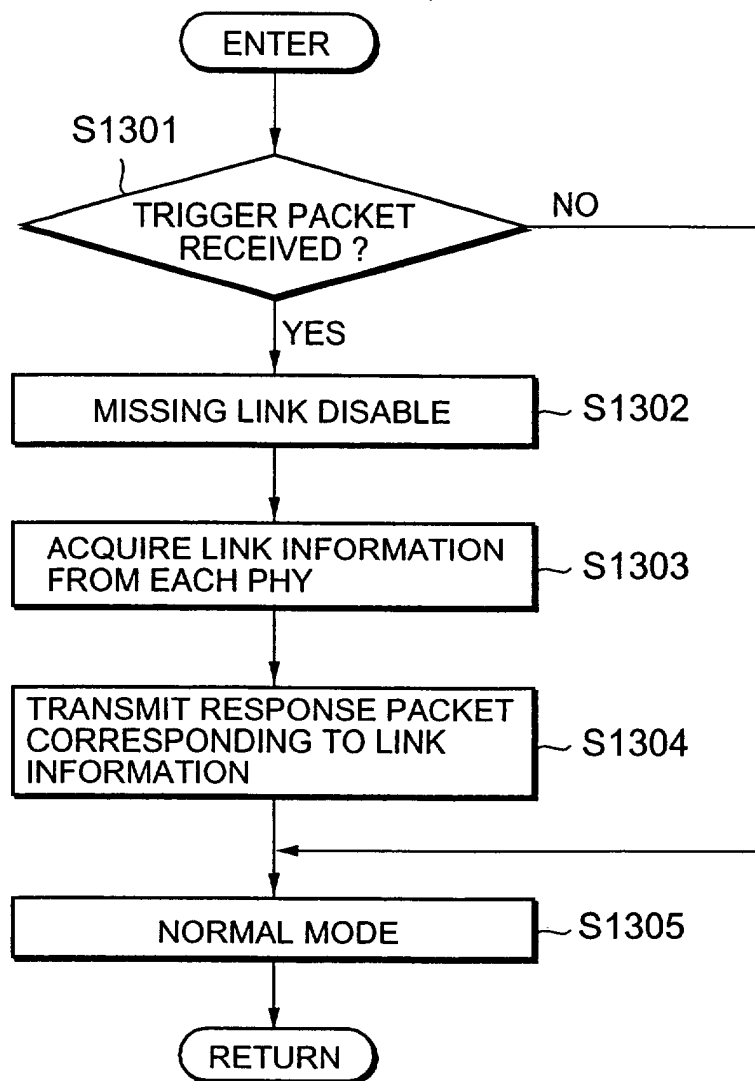 ENTER
S1301
TRIGGER PACKET
RECEIVED ?
NO
YES
MISSING LINK DISABLE
S1302
ACQUIRE LINK INFORMATION
FROM EACH PHY
S1303
TRANSMIT RESPONSE PACKET
CORRESPONDING TO LINK
INFORMATION
S1304
NORMAL MODE
S1305
RETURN